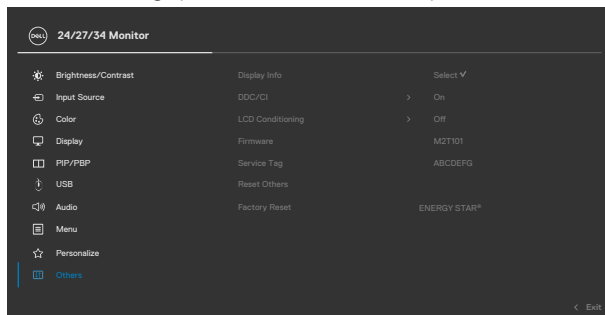 DELL 24/27/34 Monitor
Brightness/Contrast Display Info Select
Input Source DDC/CI > On
Color LCD Conditioning > Off
Display Firmware M2T101
PIP/PBP Service Tag ABCDEFG
USB Reset Others
Audio Factory Reset ENERGY STAR®
Menu
Personalize
Others
< Exit